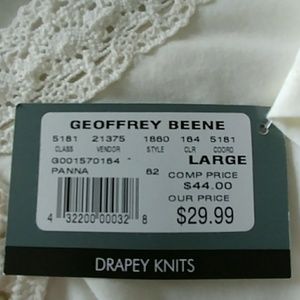 GEOFFREY BEENE
5181 21375 1860 164 5181
CLASS VENDOR STYLE CLR COORD
G001570164 LARGE
PANNA 62 COMP PRICE
$44.00
OUR PRICE
$29.99
4 32200 00032 8
DRAPEY KNITS